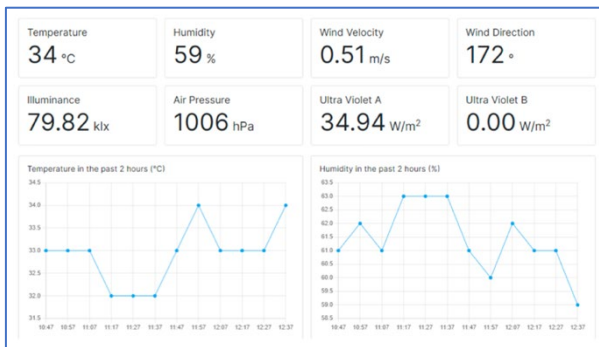 Temperature
34 °C
Humidity
59 %
Wind Velocity
0.51 m/s
Wind Direction
172 °
Illuminance
79.82 klx
Air Pressure
1006 hPa
Ultra Violet A
34.94 W/m²
Ultra Violet B
0.00 W/m²
Temperature in the past 2 hours (°C)
34.5
34.0
33.5
33.0
32.5
32.0
31.5
10:47 10:57 11:07 11:17 11:27 11:37 11:47 11:57 12:07 12:17 12:27 12:37
Humidity in the past 2 hours (%)
63.5
63.0
62.5
62.0
61.5
61.0
60.5
60.0
59.5
59.0
58.5
10:47 10:57 11:07 11:17 11:27 11:37 11:47 11:57 12:07 12:17 12:27 12:37